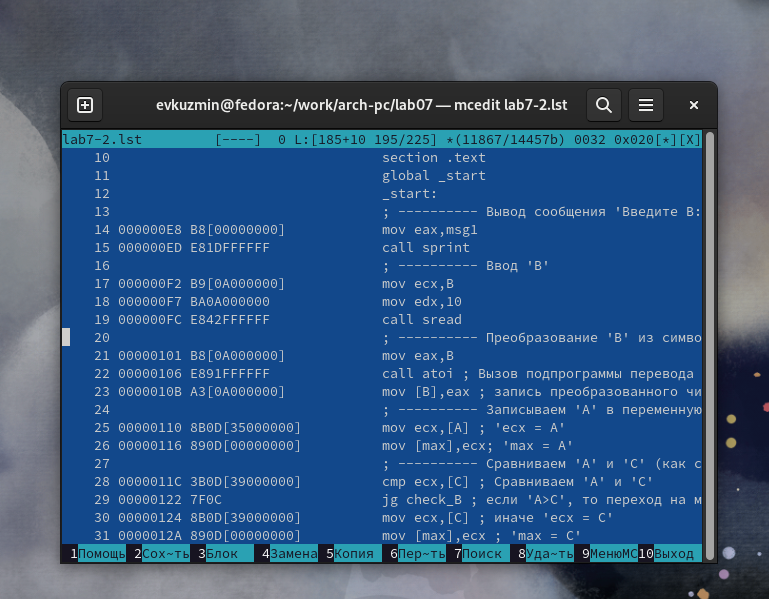 evkuzmin@fedora:~/work/arch-pc/lab07 — mcedit lab7-2.lst
lab7-2.lst [----] 0 L:[185+10 195/225] *(11867/14457b) 0032 0x020[*][X]
10 section .text
11 global _start
12 _start:
13 ; ---------- Вывод сообщения 'Введите B:
14 000000E8 B8[00000000] mov eax,msg1
15 000000ED E81DFFFFFF call sprint
16 ; ---------- Ввод 'B'
17 000000F2 B9[0A000000] mov ecx,B
18 000000F7 BA0A000000 mov edx,10
19 000000FC E842FFFFFF call sread
20 ; ---------- Преобразование 'B' из симво
21 00000101 B8[0A000000] mov eax,B
22 00000106 E891FFFFFF call atoi ; Вызов подпрограммы перевода
23 0000010B A3[0A000000] mov [B],eax ; запись преобразованного чи
24 ; ---------- Записываем 'A' в переменную
25 00000110 8B0D[35000000] mov ecx,[A] ; 'ecx = A'
26 00000116 890D[00000000] mov [max],ecx; 'max = A'
27 ; ---------- Сравниваем 'A' и 'С' (как с
28 0000011C 3B0D[39000000] cmp ecx,[C] ; Сравниваем 'A' и 'С'
29 00000122 7F0C jg check_B ; если 'A>C', то переход на м
30 00000124 8B0D[39000000] mov ecx,[C] ; иначе 'ecx = C'
31 0000012A 890D[00000000] mov [max],ecx ; 'max = C'
1Помощь 2Сох~ть 3Блок 4Замена 5Копия 6Пер~ть 7Поиск 8Уда~ть 9МенюMC 10Выход